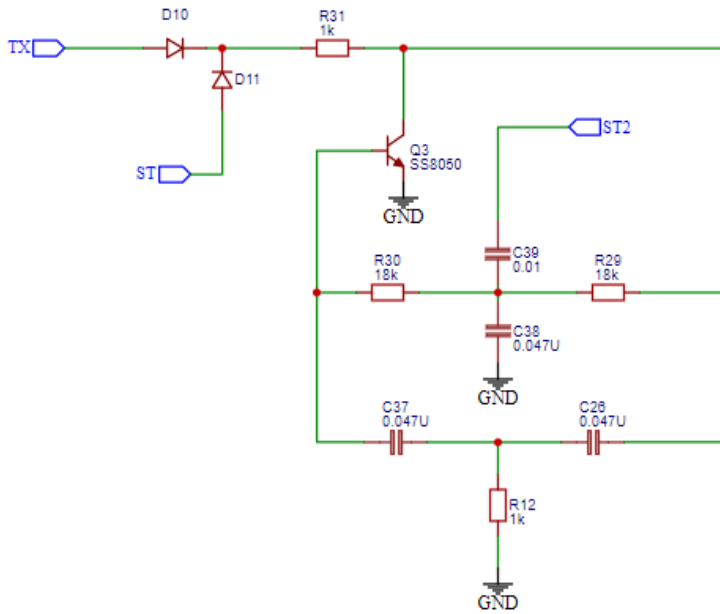 D10
R31
1k
TX
D11
ST2
Q3
SS8050
ST
GND
C39
0.01
R30
18k
R29
18k
C38
0.047U
GND
C37
0.047U
C26
0.047U
R12
1k
GND